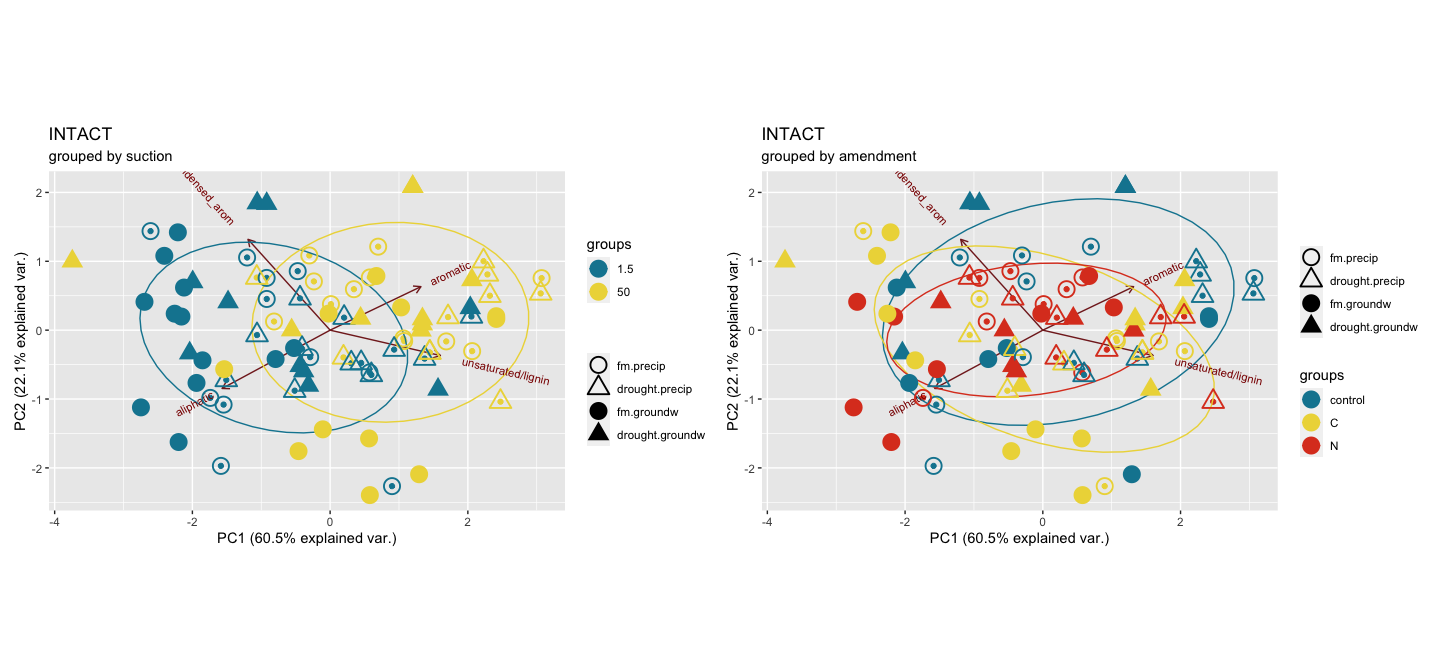 INTACT
grouped by suction
2
1
0
-1
-2
-4
-2
0
2
PC1 (60.5% explained var.)
PC2 (22.1% explained var.)
idensed_arom
aromatic
unsaturated/lignin
aliphatic
groups
1.5
50
fm.precip
drought.precip
fm.groundw
drought.groundw
INTACT
grouped by amendment
2
1
0
-1
-2
-4
-2
0
2
PC1 (60.5% explained var.)
PC2 (22.1% explained var.)
idensed_arom
aromatic
unsaturated/lignin
aliphatic
fm.precip
drought.precip
fm.groundw
drought.groundw
groups
control
C
N